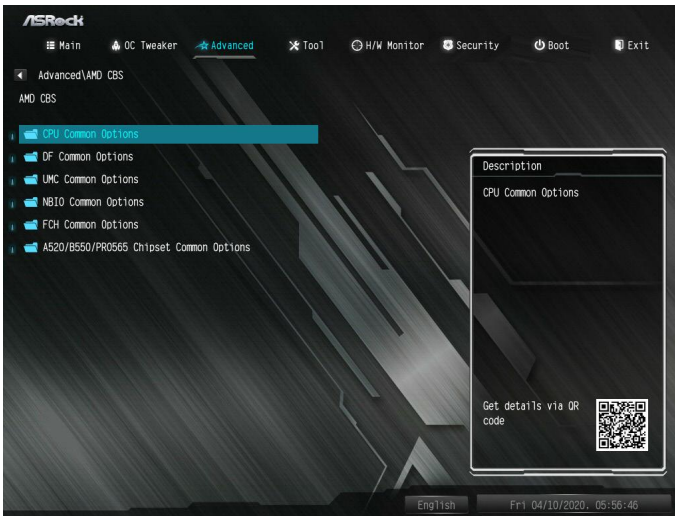 ASRock
Main OC Tweaker Advanced Tool H/W Monitor Security Boot Exit
Advanced\AMD CBS
AMD CBS
CPU Common Options
DF Common Options
UMC Common Options
NBIO Common Options
FCH Common Options
A520/B550/PRO565 Chipset Common Options
Description
CPU Common Options
Get details via QR
code
English
Fri 04/10/2020, 05:56:46